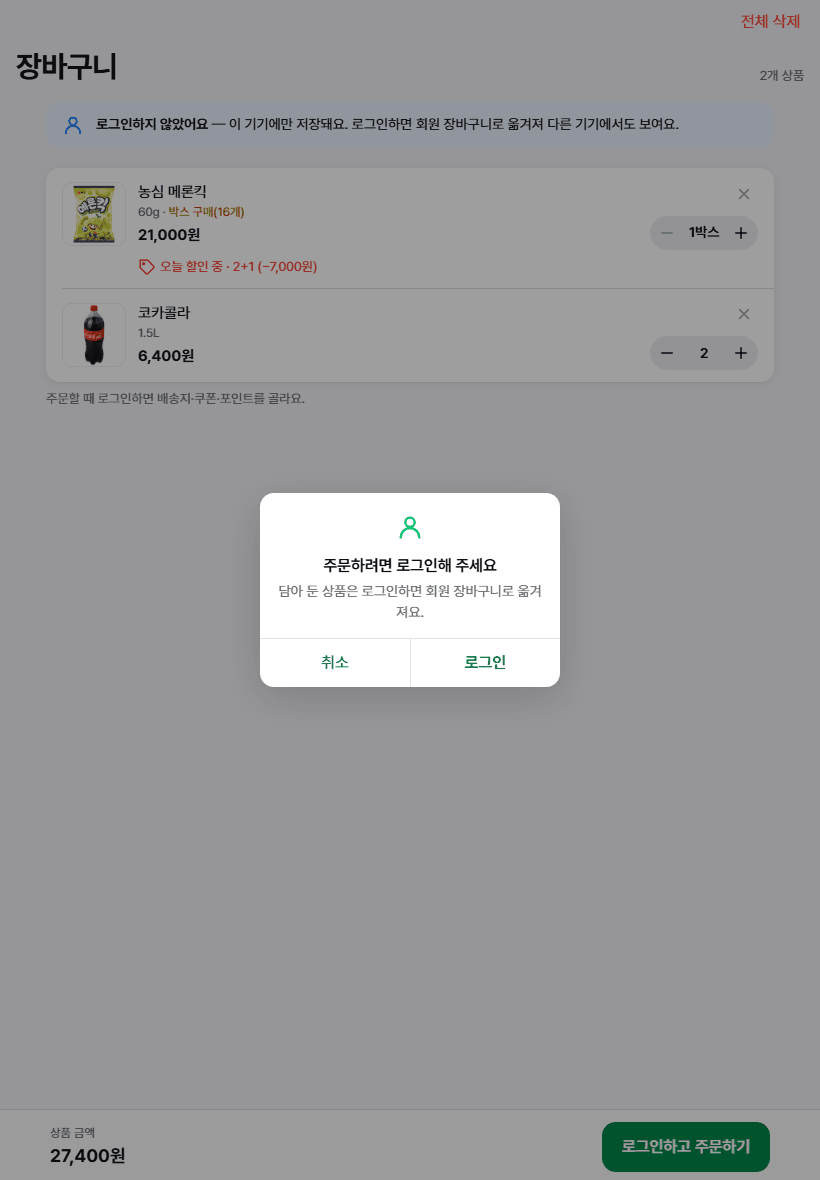 전체 삭제
장바구니
2개 상품
로그인하지 않았어요 — 이 기기에만 저장돼요. 로그인하면 회원 장바구니로 옮겨져 다른 기기에서도 보여요.
농심 메론킥
60g · 박스 구매(16개)
21,000원
1박스
오늘 할인 중 · 2+1 (−7,000원)
메론킥
코카콜라
1.5L
6,400원
2
주문할 때 로그인하면 배송지·쿠폰·포인트를 골라요.
주문하려면 로그인해 주세요
담아 둔 상품은 로그인하면 회원 장바구니로 옮겨
져요.
취소
로그인
상품 금액
27,400원
로그인하고 주문하기